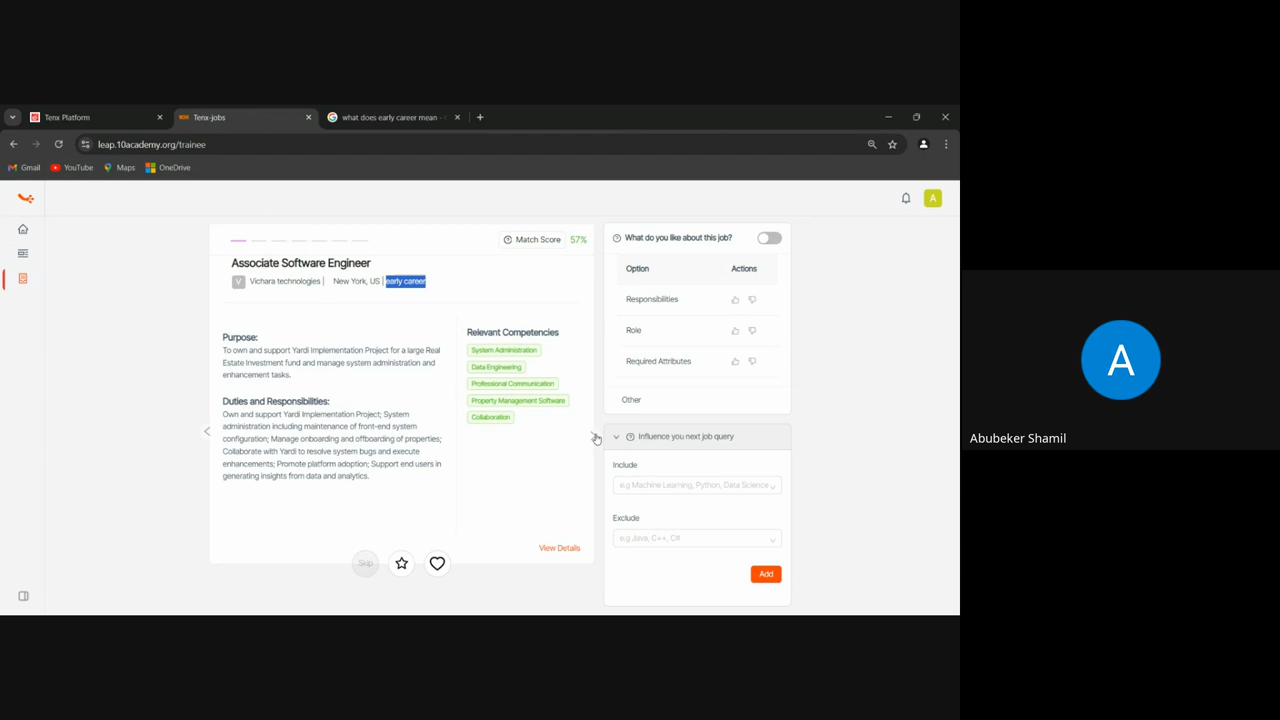 Tenx Platform
Tenx-jobs
what does early career mean -
leap.10academy.org/trainee
Gmail
YouTube
Maps
OneDrive
A
Match Score
57%
Associate Software Engineer
V
Vichara technologies |
New York, US |
early career
Purpose:
To own and support Yardi Implementation Project for a large Real
Estate Investment fund and manage system administration and
enhancement tasks.
Duties and Responsibilities:
Own and support Yardi Implementation Project; System
administration including maintenance of front-end system
configuration; Manage onboarding and offboarding of properties;
Collaborate with Yardi to resolve system bugs and execute
enhancements; Promote platform adoption; Support end users in
generating insights from data and analytics.
Relevant Competencies
System Administration
Data Engineering
Professional Communication
Property Management Software
Collaboration
View Details
Skip
What do you like about this job?
Option
Actions
Responsibilities
Role
Required Attributes
Other
Influence you next job query
Include
e.g Machine Learning, Python, Data Science
Exclude
e.g Java, C++, C#
Add
A
Abubeker Shamil